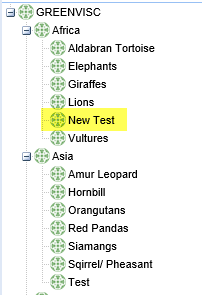 GREENVISC
Africa
Aldabran Tortoise
Elephants
Giraffes
Lions
New Test
Vultures
Asia
Amur Leopard
Hornbill
Orangutans
Red Pandas
Siamangs
Sqirrel/ Pheasant
Test